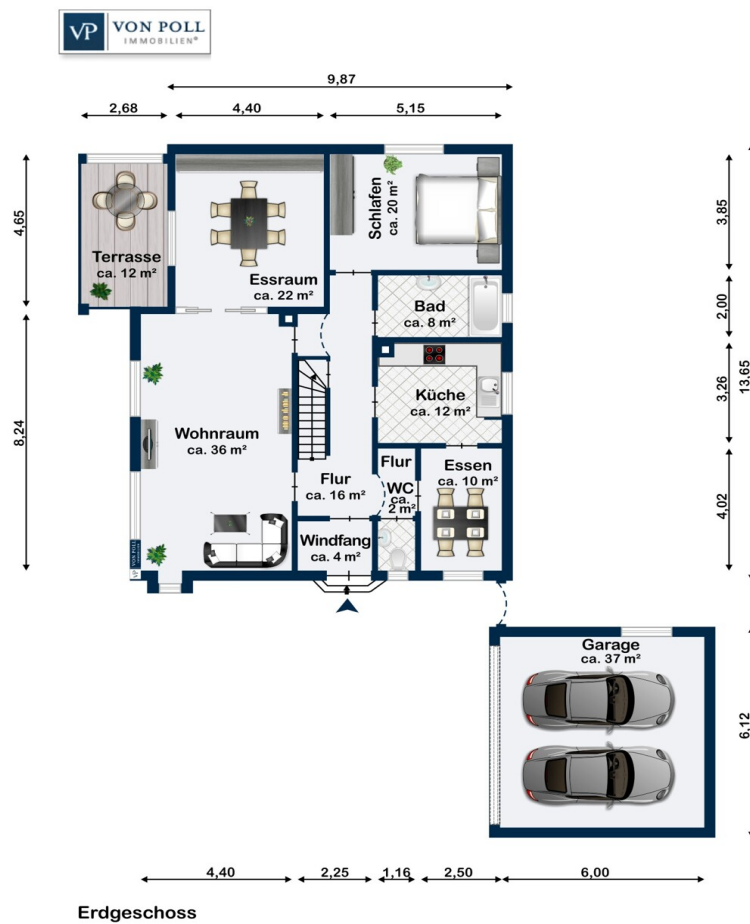 VP VON POLL
IMMOBILIEN®
9,87
2,68
4,40
5,15
4,65
8,24
3,85
2,00
3,26
4,02
13,65
6,12
Terrasse
ca. 12 m²
Essraum
ca. 22 m²
Schlafen
ca. 20 m²
Bad
ca. 8 m²
Küche
ca. 12 m²
Wohnraum
ca. 36 m²
Flur
ca. 16 m²
Flur
WC
ca.
2 m²
Essen
ca. 10 m²
Windfang
ca. 4 m²
VP VON POLL
Garage
ca. 37 m²
4,40
2,25
1,16
2,50
6,00
Erdgeschoss